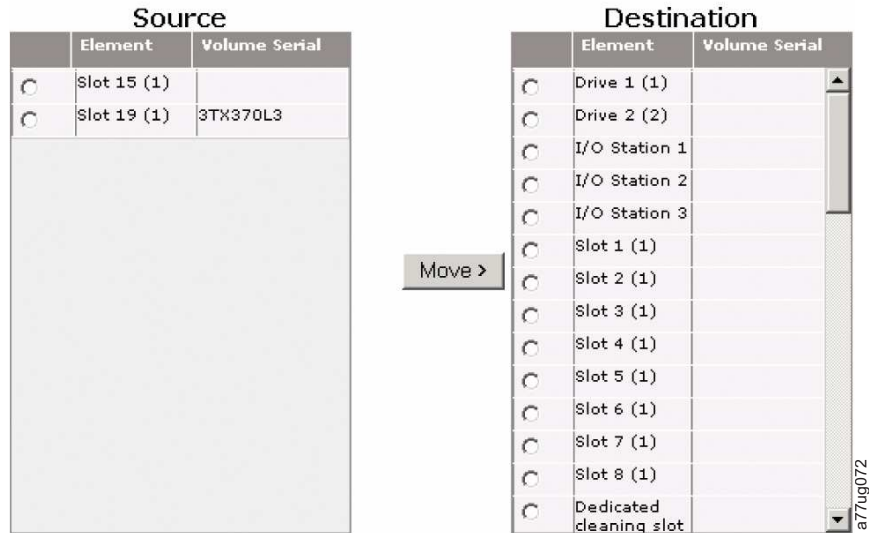 Source
Element Volume Serial
Slot 15 (1)
Slot 19 (1) 3TX370L3
Move >
Destination
Element Volume Serial
Drive 1 (1)
Drive 2 (2)
I/O Station 1
I/O Station 2
I/O Station 3
Slot 1 (1)
Slot 2 (1)
Slot 3 (1)
Slot 4 (1)
Slot 5 (1)
Slot 6 (1)
Slot 7 (1)
Slot 8 (1)
Dedicated
cleaning slot
a77ug072